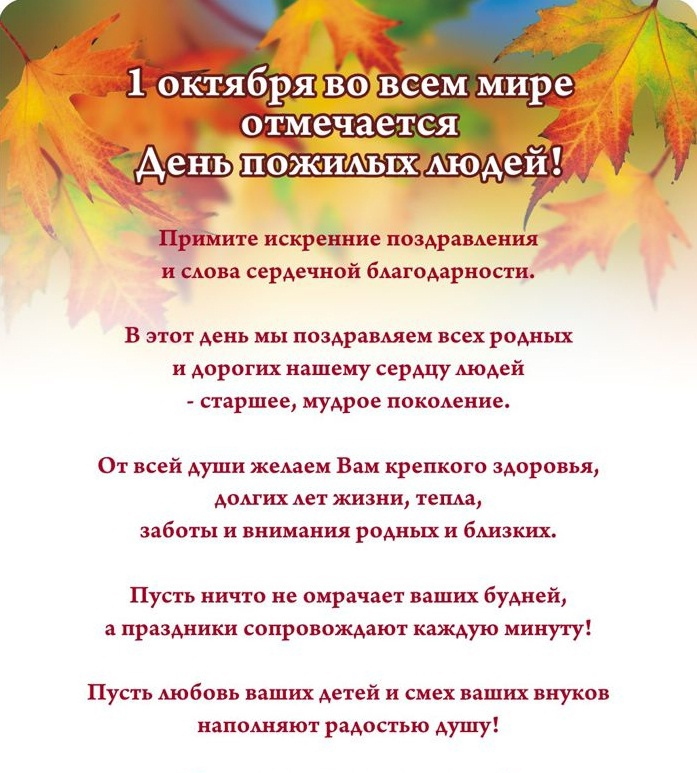 1 октября во всем мире
отмечается
День пожилых людей!
Примите искренние поздравления
и слова сердечной благодарности.
В этот день мы поздравляем всех родных
и дорогих нашему сердцу людей
- старшее, мудрое поколение.
От всей души желаем Вам крепкого здоровья,
долгих лет жизни, тепла,
заботы и внимания родных и близких.
Пусть ничто не омрачает ваших будней,
а праздники сопровождают каждую минуту!
Пусть любовь ваших детей и смех ваших внуков
наполняют радостью душу!